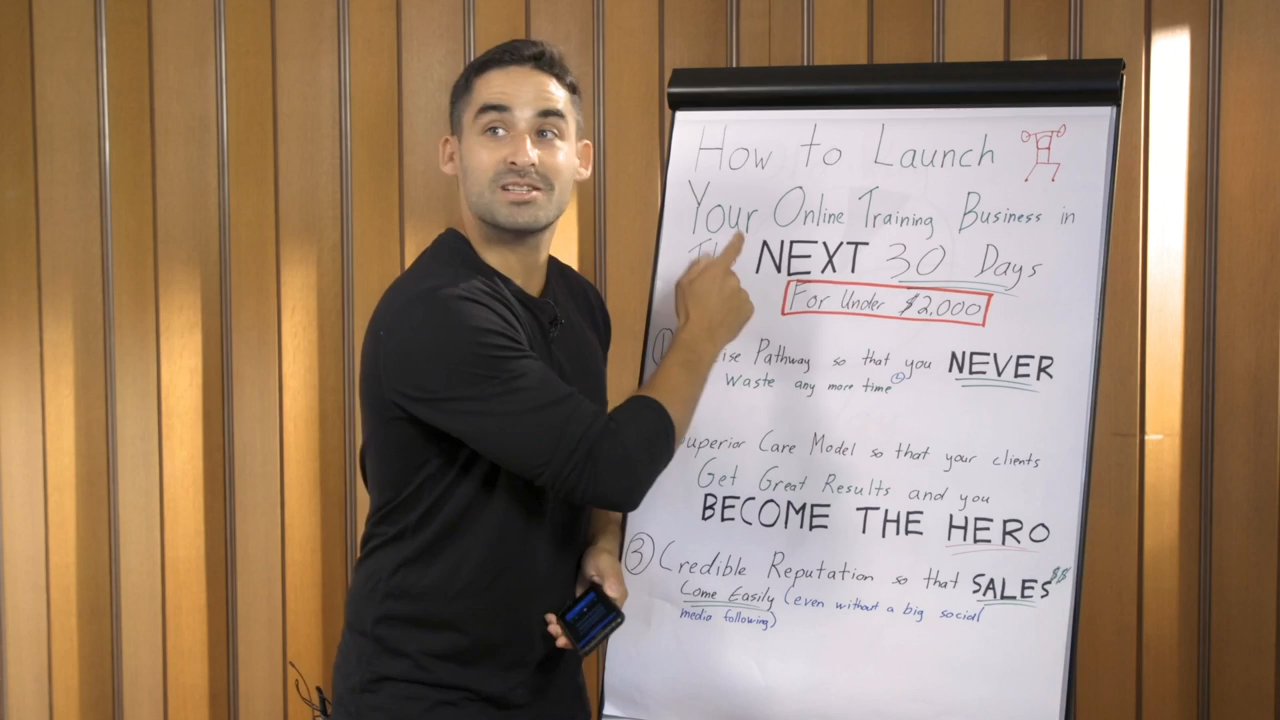 How to Launch
Your Online Training Business in
NEXT 30 Days
For Under $2,000
Pathway so that you NEVER
waste any more time
Superior Care Model so that your clients
Get Great Results and you
BECOME THE HERO
③ Credible Reputation so that SALES $$
Come Easily (even without a big social
media following)